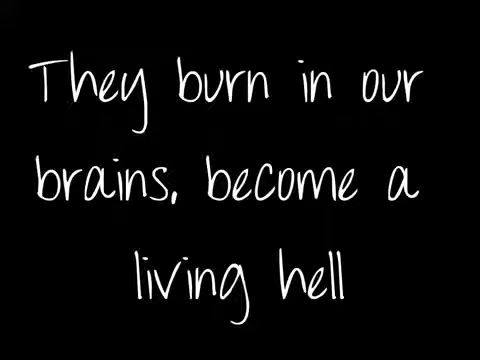 They burn in our
brains, become a
living hell